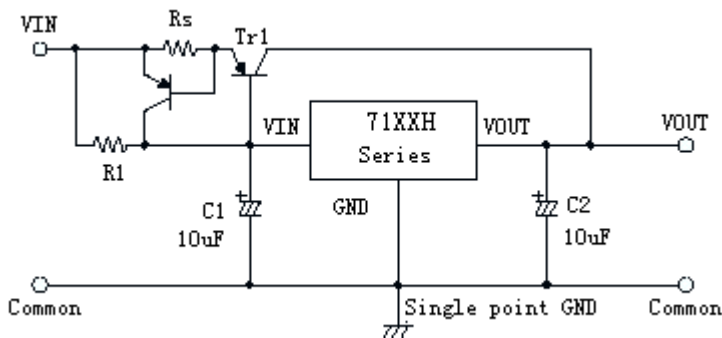 VIN
Rs
Tr1
R1
VIN
71XXH
Series
VOUT
VOUT
GND
C1
10uF
C2
10uF
Common
Single point GND
Common